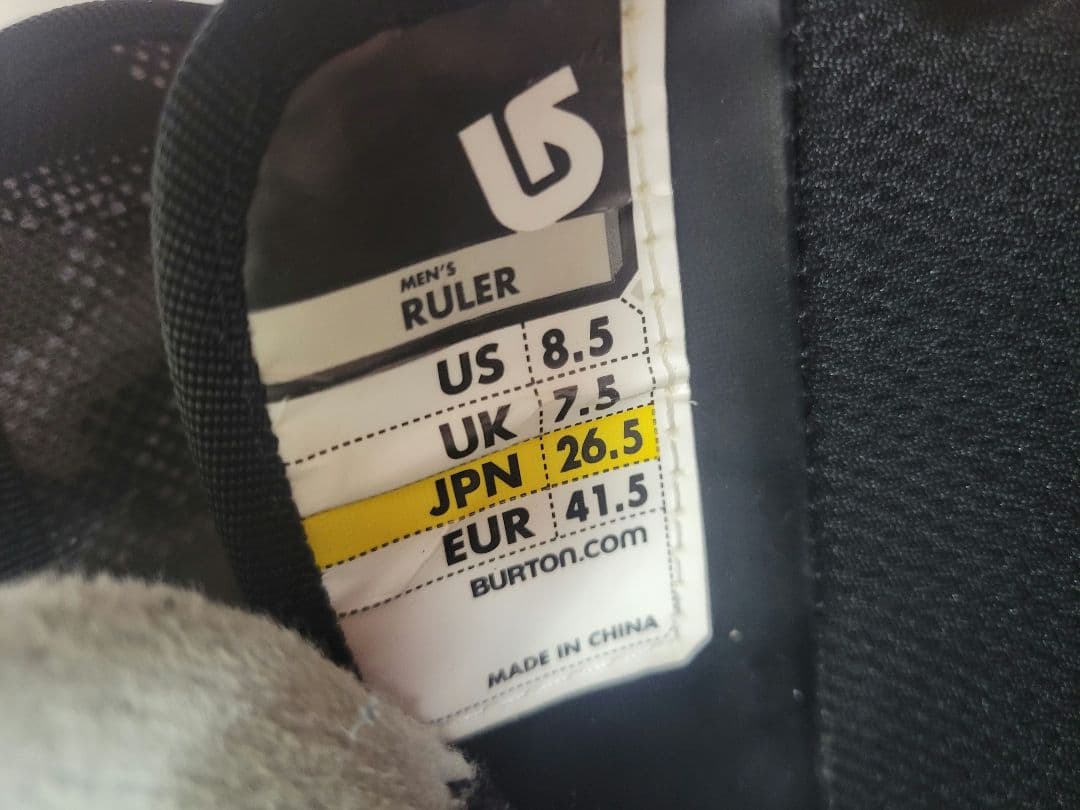 MEN'S
RULER
US 8.5
UK 7.5
JPN 26.5
EUR 41.5
BURTON.COM
MADE IN CHINA